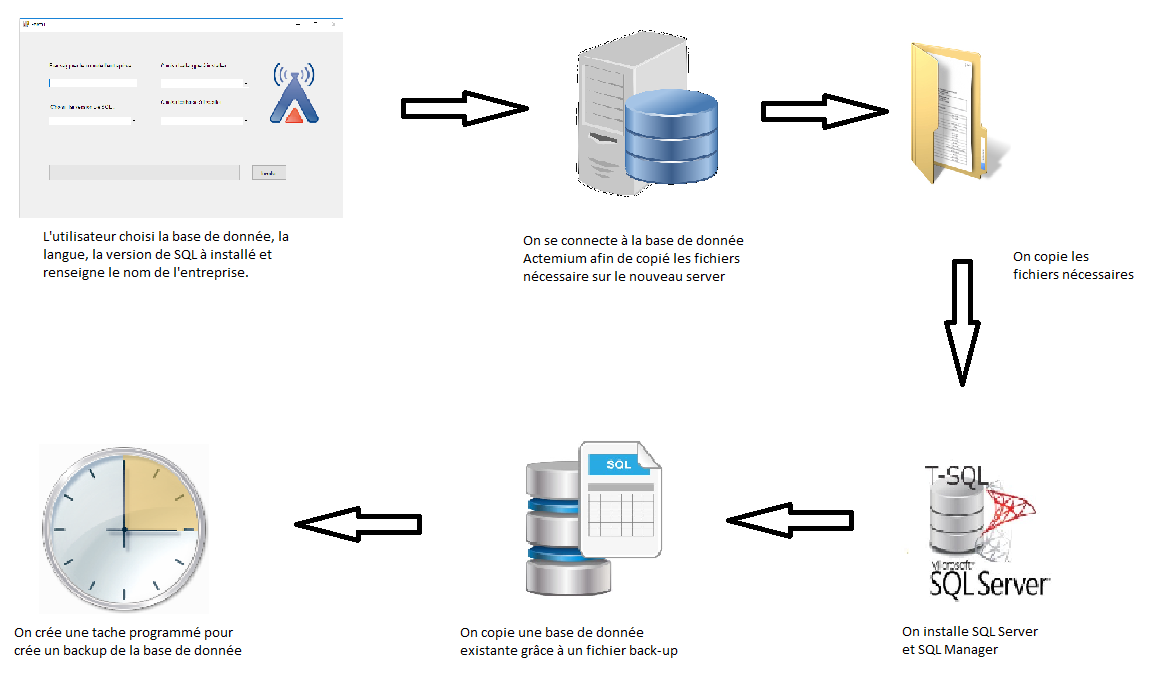 L'utilisateur choisi la base de donnée, la
langue, la version de SQL à installé et
renseigne le nom de l'entreprise.
On se connecte à la base de donnée
Actemium afin de copié les fichiers
nécessaire sur le nouveau server
On copie les
fichiers nécessaires
T-SQL
Microsoft
SQL Server
On installe SQL Server
et SQL Manager
SQL
On copie une base de donnée
existante grâce à un fichier back-up
On crée une tache programmé pour
crée un backup de la base de donnée